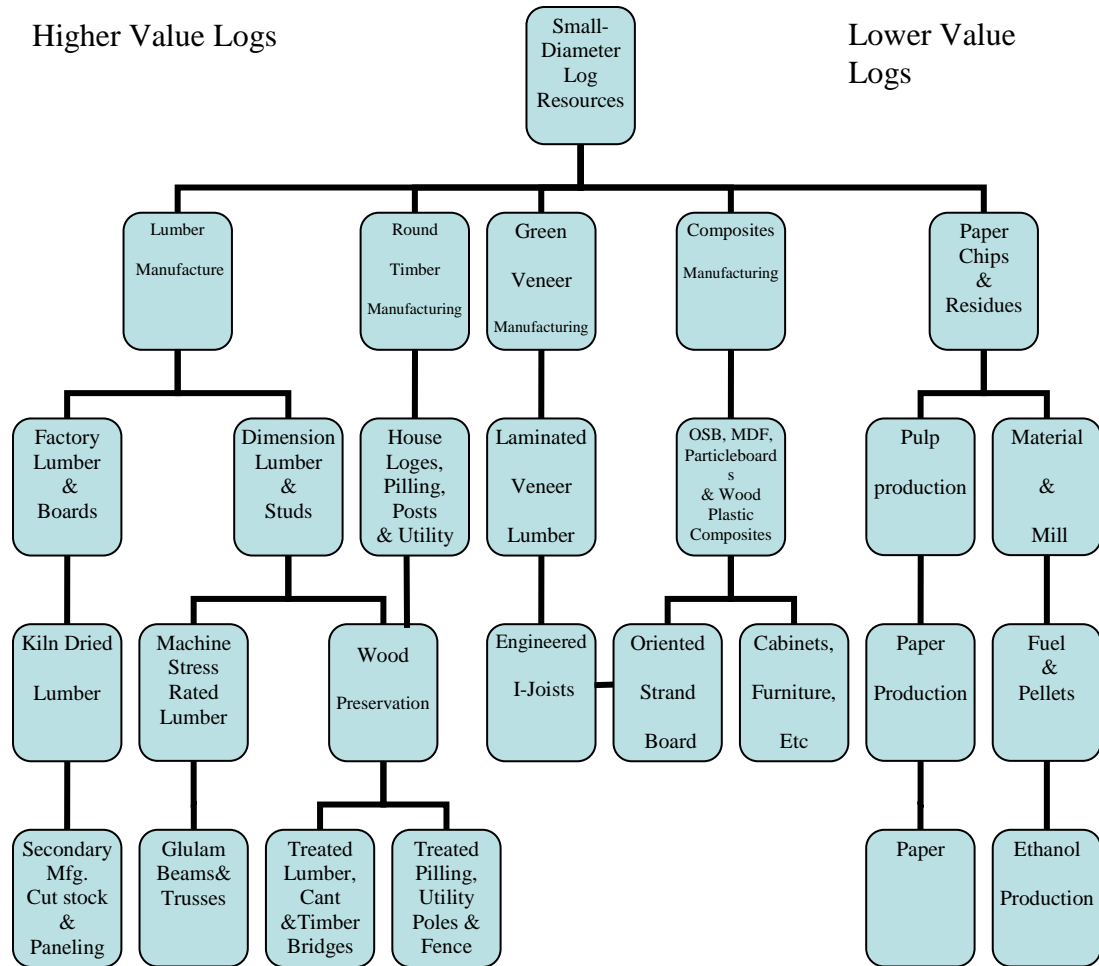 Higher Value Logs
Small-
Diameter
Log
Resources
Lower Value
Logs
Lumber
Manufacture
Round
Timber
Manufacturing
Green
Veneer
Manufacturing
Composites
Manufacturing
Paper
Chips
&
Residues
Factory
Lumber
&
Boards
Dimension
Lumber
&
Studs
House
Loges,
Pilling,
Posts
& Utility
Laminated
Veneer
Lumber
OSB, MDF,
Particleboard
s
& Wood
Plastic
Composites
Pulp
production
Material
&
Mill
Kiln Dried
Lumber
Machine
Stress
Rated
Lumber
Wood
Preservation
Engineered
I-Joists
Oriented
Strand
Board
Cabinets,
Furniture,
Etc
Paper
Production
Fuel
&
Pellets
Secondary
Mfg.
Cut stock
&
Paneling
Glulam
Beams&
Trusses
Treated
Lumber,
Cant
&Timber
Bridges
Treated
Pilling,
Utility
Poles &
Fence
Paper
Ethanol
Production